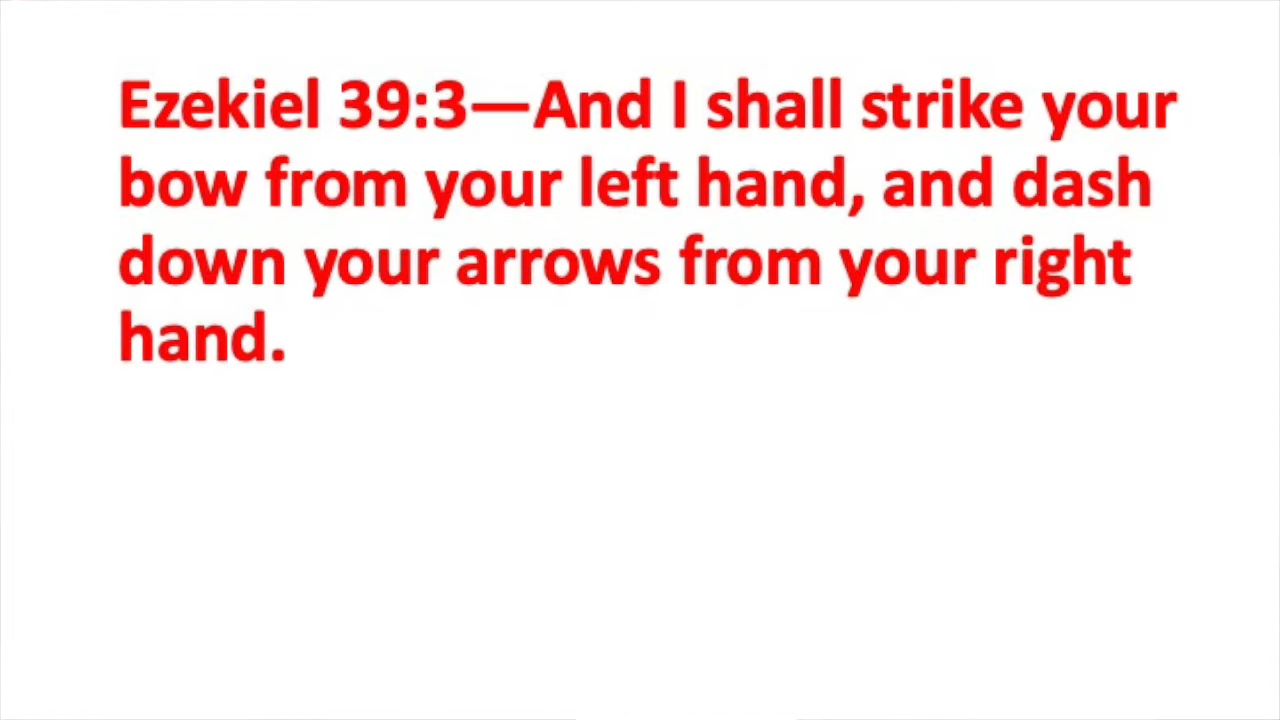 Ezekiel 39:3—And I shall strike your
bow from your left hand, and dash
down your arrows from your right
hand.